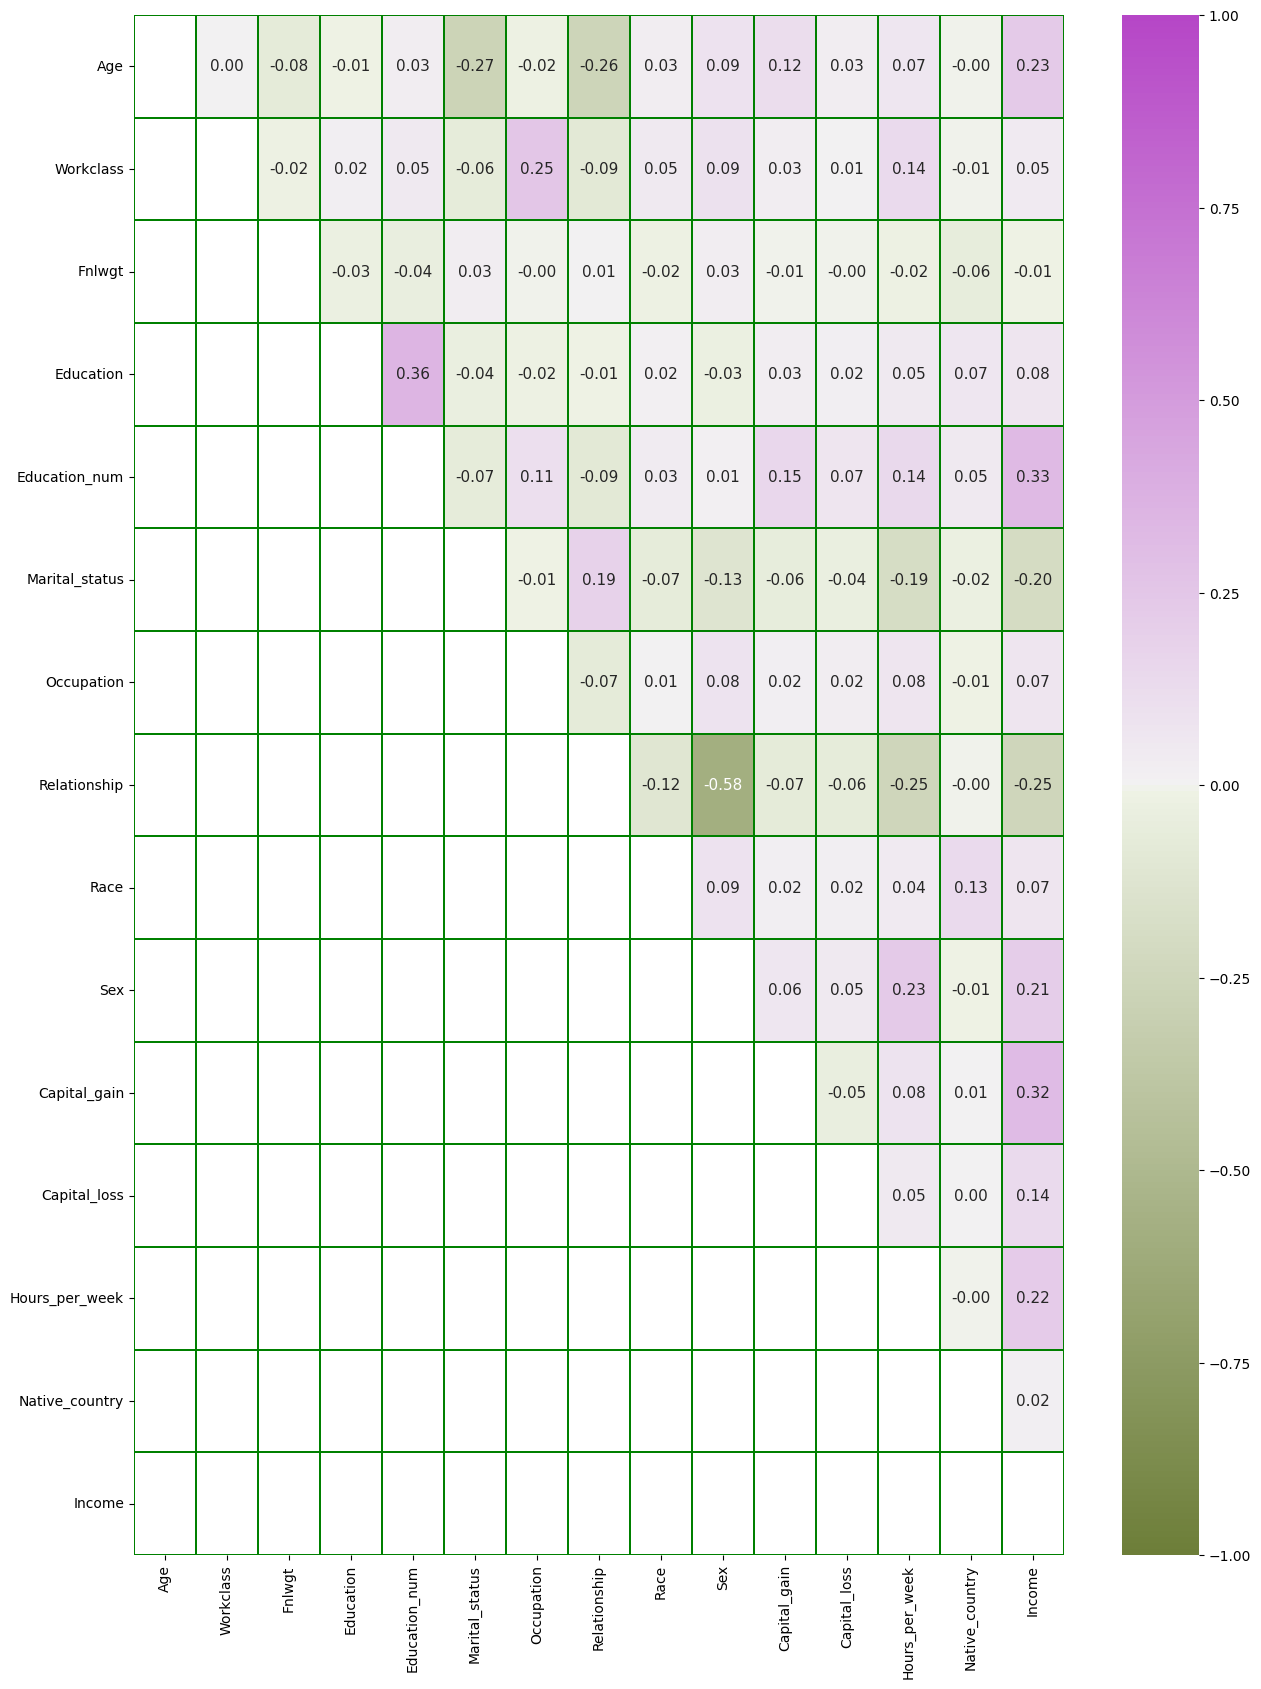 Age 0.00 -0.08 -0.01 0.03 -0.27 -0.02 -0.26 0.03 0.09 0.12 0.03 0.07 -0.00 0.23
Workclass -0.02 0.02 0.05 -0.06 0.25 -0.09 0.05 0.09 0.03 0.01 0.14 -0.01 0.05
Fnlwgt -0.03 -0.04 0.03 -0.00 0.01 -0.02 0.03 -0.01 -0.00 -0.02 -0.06 -0.01
Education 0.36 -0.04 -0.02 -0.01 0.02 -0.03 0.03 0.02 0.05 0.07 0.08
Education_num -0.07 0.11 -0.09 0.03 0.01 0.15 0.07 0.14 0.05 0.33
Marital_status -0.01 0.19 -0.07 -0.13 -0.06 -0.04 -0.19 -0.02 -0.20
Occupation -0.07 0.01 0.08 0.02 0.02 0.08 -0.01 0.07
Relationship -0.12 -0.58 -0.07 -0.06 -0.25 -0.00 -0.25
Race 0.09 0.02 0.02 0.04 0.13 0.07
Sex 0.06 0.05 0.23 -0.01 0.21
Capital_gain -0.05 0.08 0.01 0.32
Capital_loss 0.05 0.00 0.14
Hours_per_week -0.00 0.22
Native_country 0.02
Income
Age
Workclass
Fnlwgt
Education
Education_num
Marital_status
Occupation
Relationship
Race
Sex
Capital_gain
Capital_loss
Hours_per_week
Native_country
Income
1.00
0.75
0.50
0.25
0.00
−0.25
−0.50
−0.75
−1.00